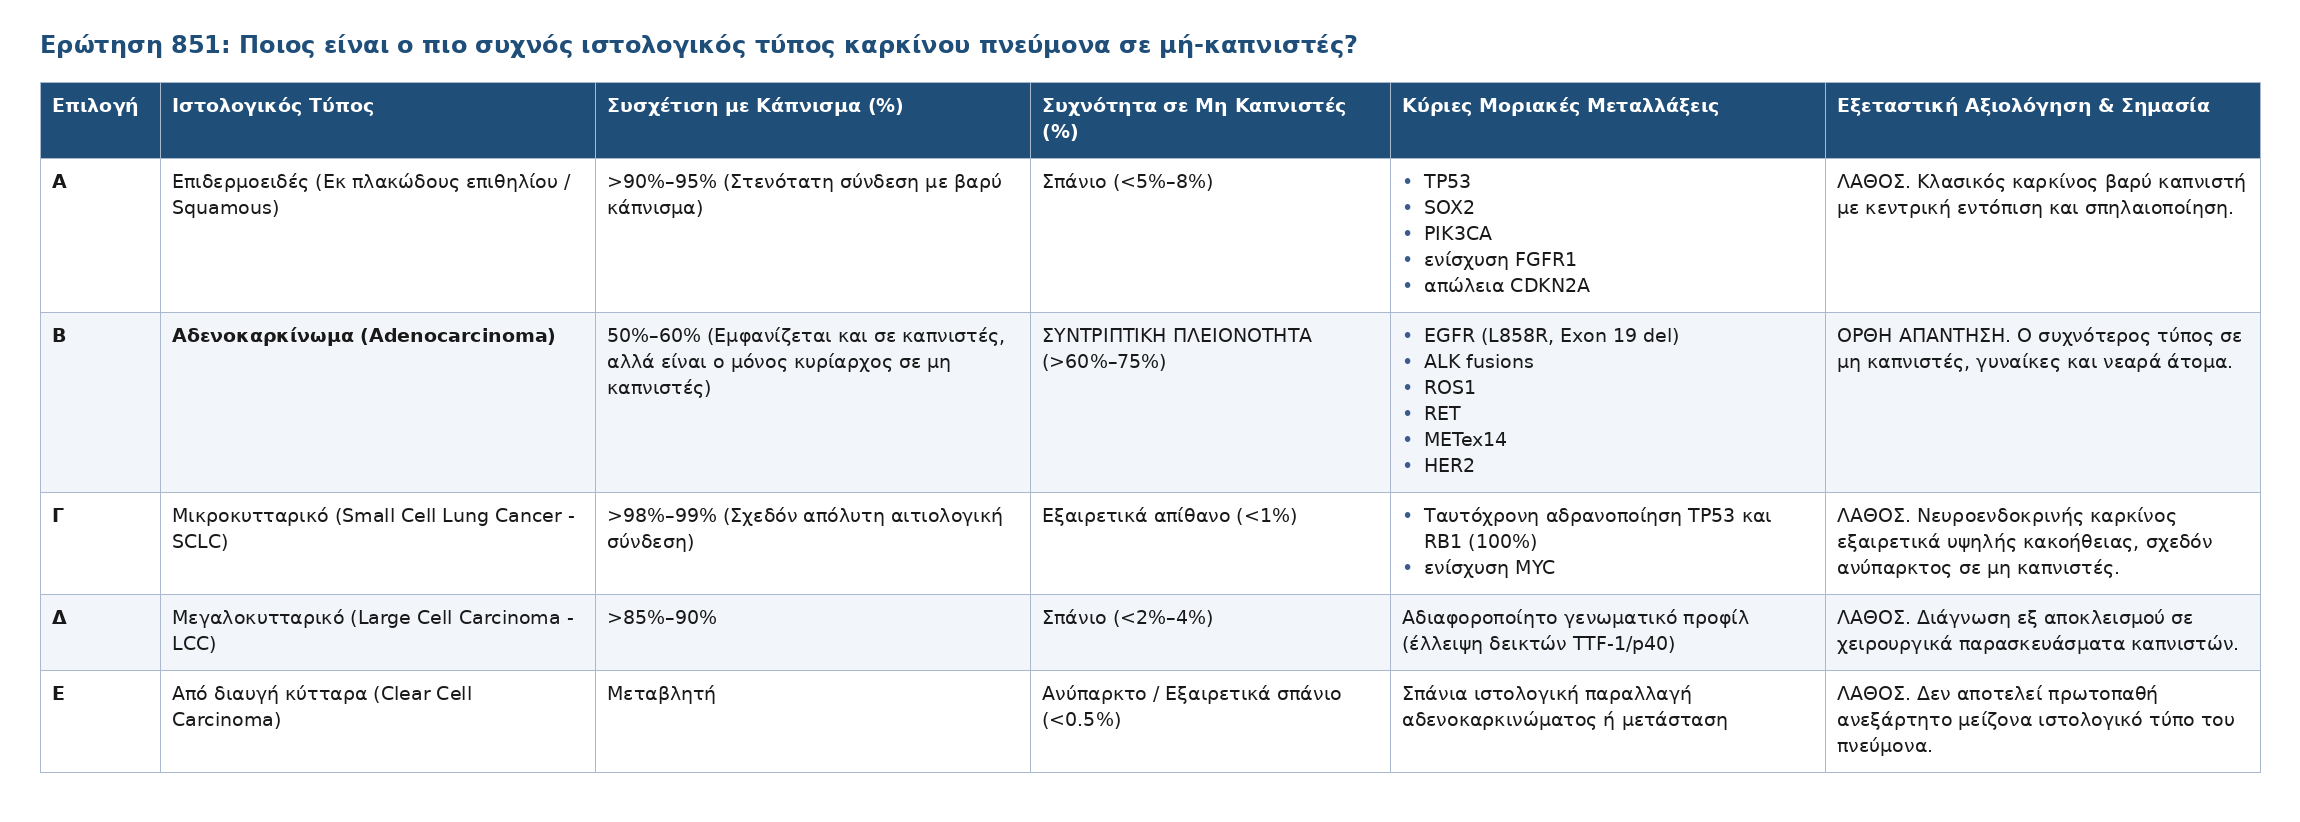 Ερώτηση 851: Ποιος είναι ο πιο συχνός ιστολογικός τύπος καρκίνου πνεύμονα σε μή-καπνιστές?
Επιλογή
Ιστολογικός Τύπος
Συσχέτιση με Κάπνισμα (%)
Συχνότητα σε Μη Καπνιστές
(%)
Κύριες Μοριακές Μεταλλάξεις
Εξεταστική Αξιολόγηση & Σημασία
Α
Επιδερμοειδές (Εκ πλακώδους επιθηλίου /
Squamous)
>90%–95% (Στενότατη σύνδεση με βαρύ
κάπνισμα)
Σπάνιο (<5%–8%)
• TP53
• SOX2
• PIK3CA
• ενίσχυση FGFR1
• απώλεια CDKN2A
ΛΑΘΟΣ. Κλασικός καρκίνος βαρύ καπνιστή
με κεντρική εντόπιση και σπηλαιοποίηση.
Β
Αδενοκαρκίνωμα (Adenocarcinoma)
50%–60% (Εμφανίζεται και σε καπνιστές,
αλλά είναι ο μόνος κυρίαρχος σε μη
καπνιστές)
ΣΥΝΤΡΙΠΤΙΚΗ ΠΛΕΙΟΝΟΤΗΤΑ
(>60%–75%)
• EGFR (L858R, Exon 19 del)
• ALK fusions
• ROS1
• RET
• METex14
• HER2
ΟΡΘΗ ΑΠΑΝΤΗΣΗ. Ο συχνότερος τύπος σε
μη καπνιστές, γυναίκες και νεαρά άτομα.
Γ
Μικροκυτταρικό (Small Cell Lung Cancer -
SCLC)
>98%–99% (Σχεδόν απόλυτη αιτιολογική
σύνδεση)
Εξαιρετικά απίθανο (<1%)
• Ταυτόχρονη αδρανοποίηση TP53 και
RB1 (100%)
• ενίσχυση MYC
ΛΑΘΟΣ. Νευροενδοκρινής καρκίνος
εξαιρετικά υψηλής κακοήθειας, σχεδόν
ανύπαρκτος σε μη καπνιστές.
Δ
Μεγαλοκυτταρικό (Large Cell Carcinoma -
LCC)
>85%–90%
Σπάνιο (<2%–4%)
Αδιαφοροποίητο γενωματικό προφίλ
(έλλειψη δεικτών TTF-1/p40)
ΛΑΘΟΣ. Διάγνωση εξ αποκλεισμού σε
χειρουργικά παρασκευάσματα καπνιστών.
Ε
Από διαυγή κύτταρα (Clear Cell
Carcinoma)
Μεταβλητή
Ανύπαρκτο / Εξαιρετικά σπάνιο
(<0.5%)
Σπάνια ιστολογική παραλλαγή
αδενοκαρκινώματος ή μετάσταση
ΛΑΘΟΣ. Δεν αποτελεί πρωτοπαθή
ανεξάρτητο μείζονα ιστολογικό τύπο του
πνεύμονα.